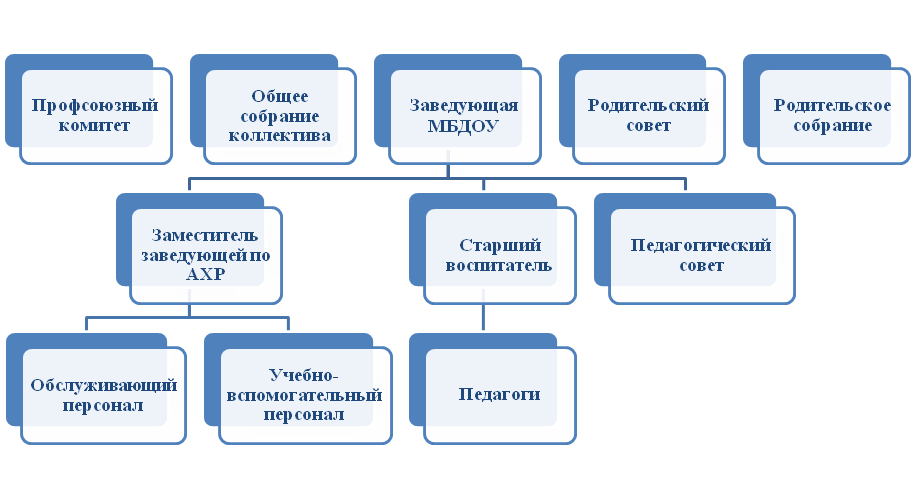 Профсоюзный
комитет
Общее
собрание
коллектива
Заведующая
МБДОУ
Родительский
совет
Родительское
собрание
Заместитель
заведующей по
АХР
Старший
воспитатель
Педагогический
совет
Обслуживающий
персонал
Учебно-
вспомогательный
персонал
Педагоги